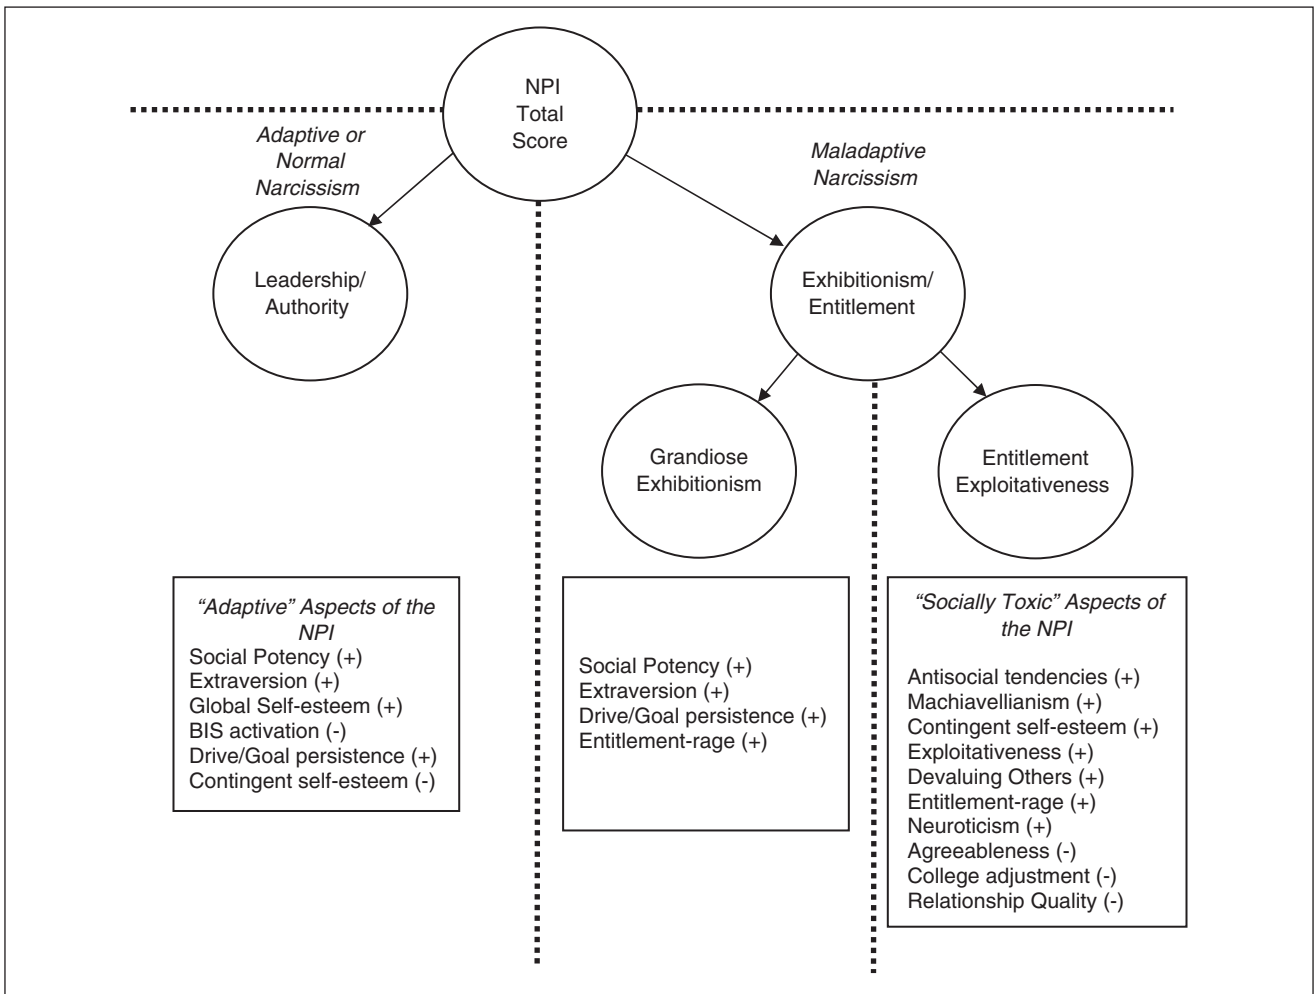 NPI
Total
Score
Adaptive or
Normal
Narcissism
Maladaptive
Narcissism
Leadership/
Authority
Exhibitionism/
Entitlement
Grandiose
Exhibitionism
Entitlement
Exploitativeness
“Adaptive” Aspects of the
NPI
Social Potency (+)
Extraversion (+)
Global Self-esteem (+)
BIS activation (-)
Drive/Goal persistence (+)
Contingent self-esteem (-)
Social Potency (+)
Extraversion (+)
Drive/Goal persistence (+)
Entitlement-rage (+)
“Socially Toxic” Aspects of
the NPI
Antisocial tendencies (+)
Machiavellianism (+)
Contingent self-esteem (+)
Exploitativeness (+)
Devaluing Others (+)
Entitlement-rage (+)
Neuroticism (+)
Agreeableness (-)
College adjustment (-)
Relationship Quality (-)